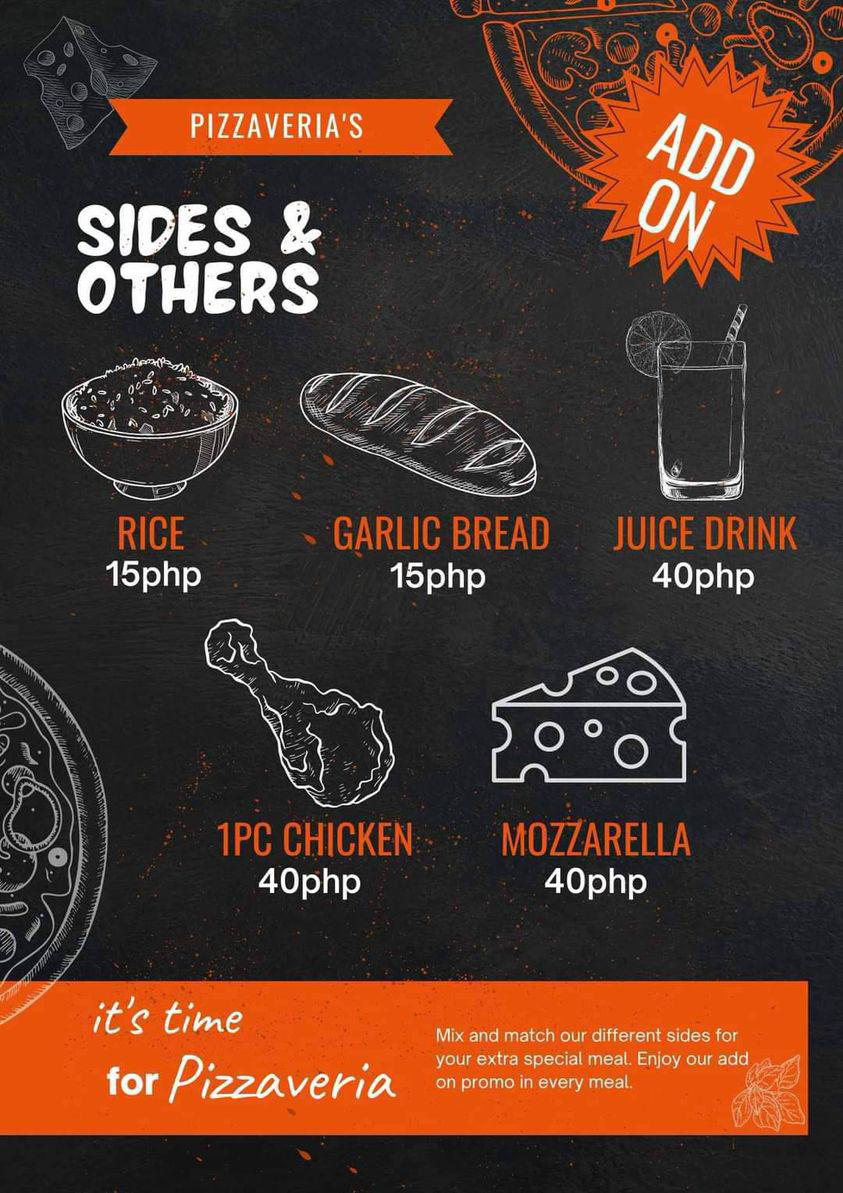 PIZZAVERIA'S
ADD
ON
SIDES &
OTHERS
RICE
15php
GARLIC BREAD
15php
JUICE DRINK
40php
1PC CHICKEN
40php
MOZZARELLA
40php
it's time
for Pizzaveria
Mix and match our different sides for
your extra special meal. Enjoy our add
on promo in every meal.